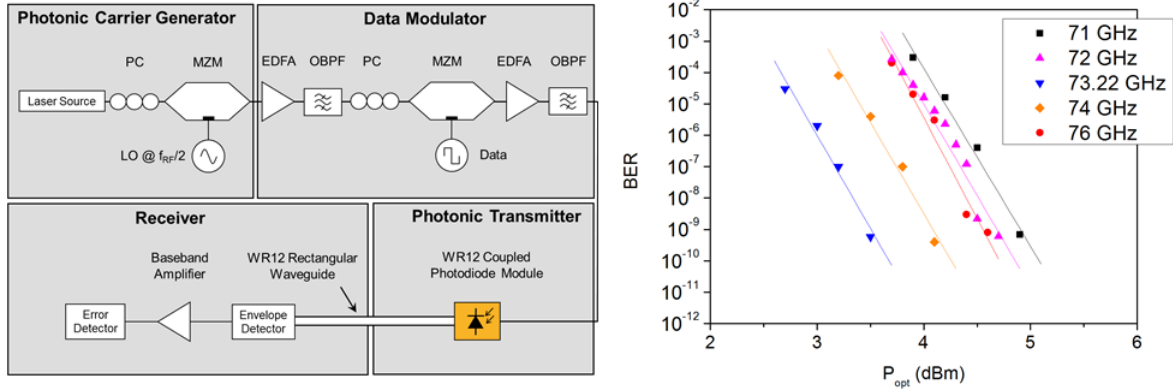 Photonic Carrier Generator
Data Modulator
PC
MZM
EDFA
OBPF
PC
MZM
EDFA
OBPF
Laser Source
LO @ fRF/2
Data
Receiver
Photonic Transmitter
Baseband
Amplifier
WR12 Rectangular
Waveguide
WR12 Coupled
Photodiode Module
Error
Detector
Envelope
Detector
10-2
10-3
10-4
10-5
10-6
10-7
10-8
10-9
10-10
10-11
10-12
BER
71 GHz
72 GHz
73.22 GHz
74 GHz
76 GHz
2
3
4
5
6
Popt (dBm)